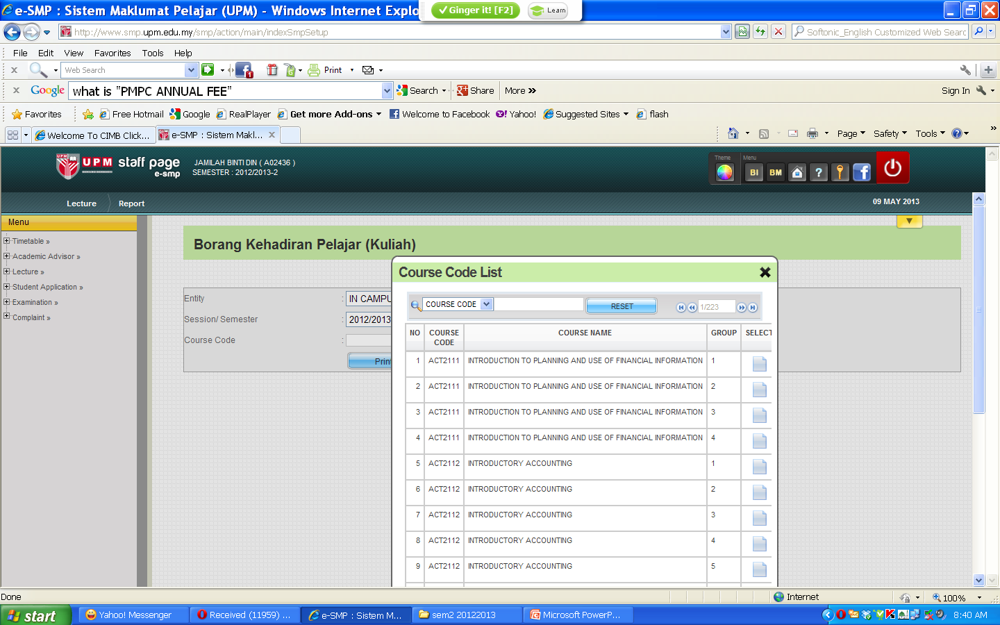 e-SMP : Sistem Maklumat Pelajar (UPM) - Windows Internet Explo
Ginger it! [F2]
Learn
http://www.smp.upm.edu.my/smp/action/main/indexSmpSetup
Softonic_English Customized Web Searc
File Edit View Favorites Tools Help
Web Search
1
Print
Google
what is "PMPC ANNUAL FEE"
Search
Share
More »
Sign In
Favorites
Free Hotmail
Google
RealPlayer
Get more Add-ons
Welcome to Facebook
Yahoo!
Suggested Sites
flash
Welcome To CIMB Click...
e-SMP : Sistem Makl...
Page Safety Tools
»
UPM
UPM staff page
e-smp
JAMILAH BINTI DIN ( A02436 )
SEMESTER : 2012/2013-2
Theme
Menu
BI BM ?
Lecture Report
09 MAY 2013
Menu
Timetable »
Academic Advisor »
Lecture »
Student Application »
Examination »
Complaint »
Borang Kehadiran Pelajar (Kuliah)
Entity : IN CAMPU
Session/ Semester : 2012/2013
Course Code :
Print
Course Code List
COURSE CODE
RESET
1/223
NO COURSE CODE COURSE NAME GROUP SELECT
1 ACT2111 INTRODUCTION TO PLANNING AND USE OF FINANCIAL INFORMATION 1
2 ACT2111 INTRODUCTION TO PLANNING AND USE OF FINANCIAL INFORMATION 2
3 ACT2111 INTRODUCTION TO PLANNING AND USE OF FINANCIAL INFORMATION 3
4 ACT2111 INTRODUCTION TO PLANNING AND USE OF FINANCIAL INFORMATION 4
5 ACT2112 INTRODUCTORY ACCOUNTING 1
6 ACT2112 INTRODUCTORY ACCOUNTING 2
7 ACT2112 INTRODUCTORY ACCOUNTING 3
8 ACT2112 INTRODUCTORY ACCOUNTING 4
9 ACT2112 INTRODUCTORY ACCOUNTING 5
Done
Internet
100%
start
Yahoo! Messenger
Received (11959) ...
e-SMP : Sistem M...
sem2 20122013
Microsoft PowerP...
8:40 AM